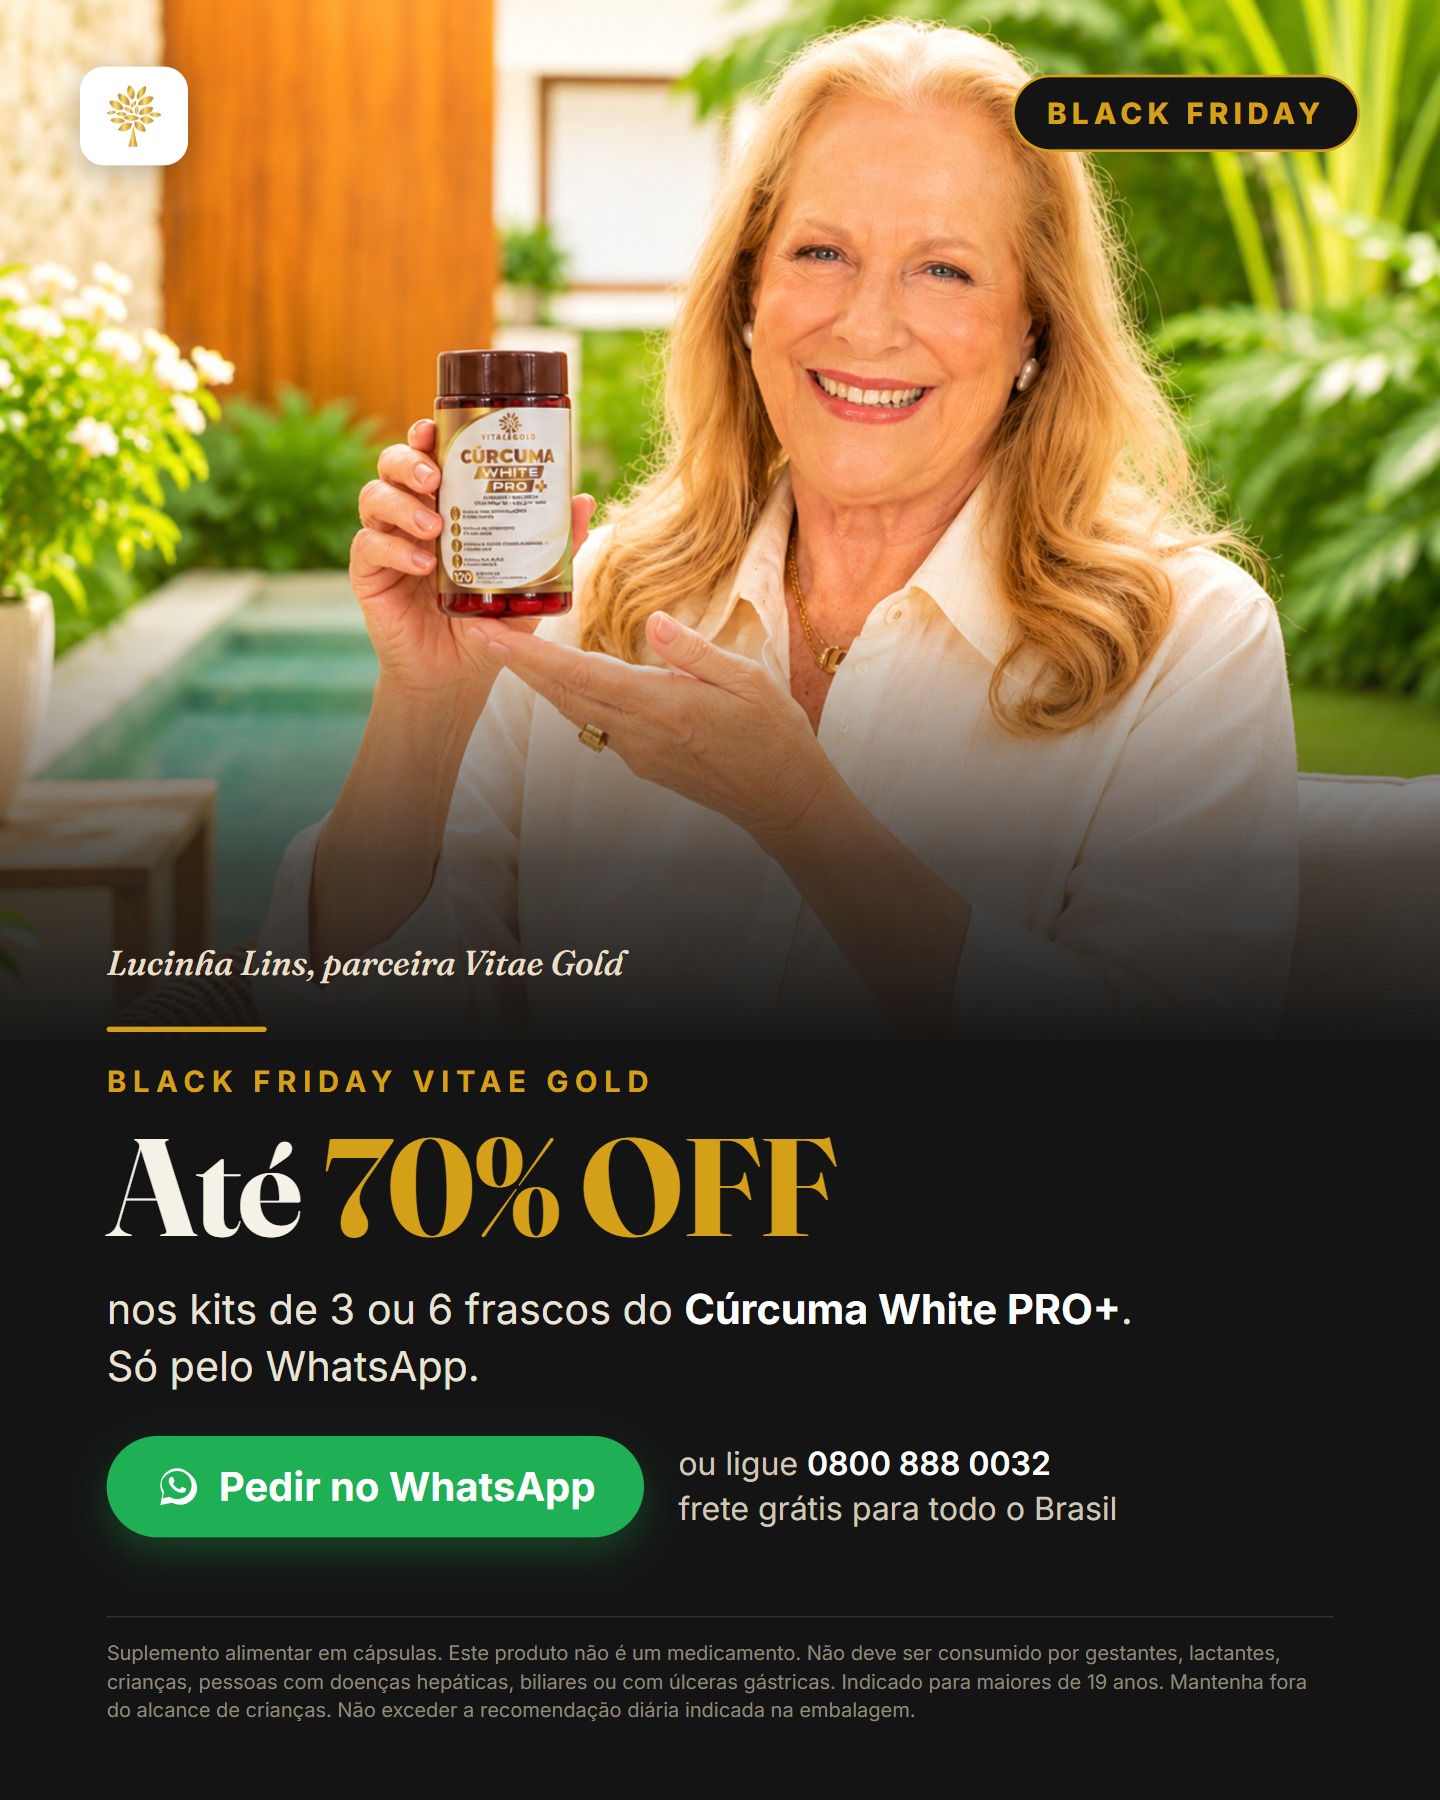 BLACK FRIDAY
VITAE GOLD
CÚRCUMA
WHITE
PRO +
120
Lucinha Lins, parceira Vitae Gold
BLACK FRIDAY VITAE GOLD
Até 70% OFF
nos kits de 3 ou 6 frascos do Cúrcuma White PRO+.
Só pelo WhatsApp.
Pedir no WhatsApp
ou ligue 0800 888 0032
frete grátis para todo o Brasil
Suplemento alimentar em cápsulas. Este produto não é um medicamento. Não deve ser consumido por gestantes, lactantes,
crianças, pessoas com doenças hepáticas, biliares ou com úlceras gástricas. Indicado para maiores de 19 anos. Mantenha fora
do alcance de crianças. Não exceder a recomendação diária indicada na embalagem.